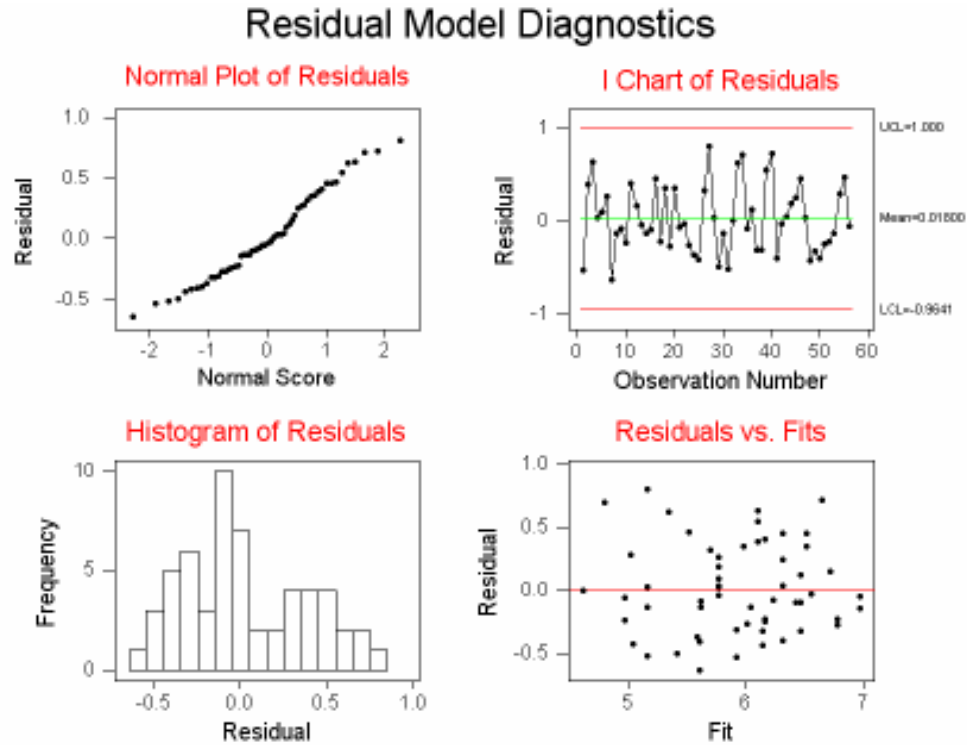 Residual Model Diagnostics
Normal Plot of Residuals
1.0
0.5
0.0
-0.5
Residual
-2 -1 0 1 2
Normal Score
I Chart of Residuals
1
0
-1
Residual
UCL=1.000
Mean=0.01800
LCL=-0.9641
0 10 20 30 40 50 60
Observation Number
Histogram of Residuals
10
5
0
Frequency
-0.5 0.0 0.5 1.0
Residual
Residuals vs. Fits
1.0
0.5
0.0
-0.5
Residual
5 6 7
Fit